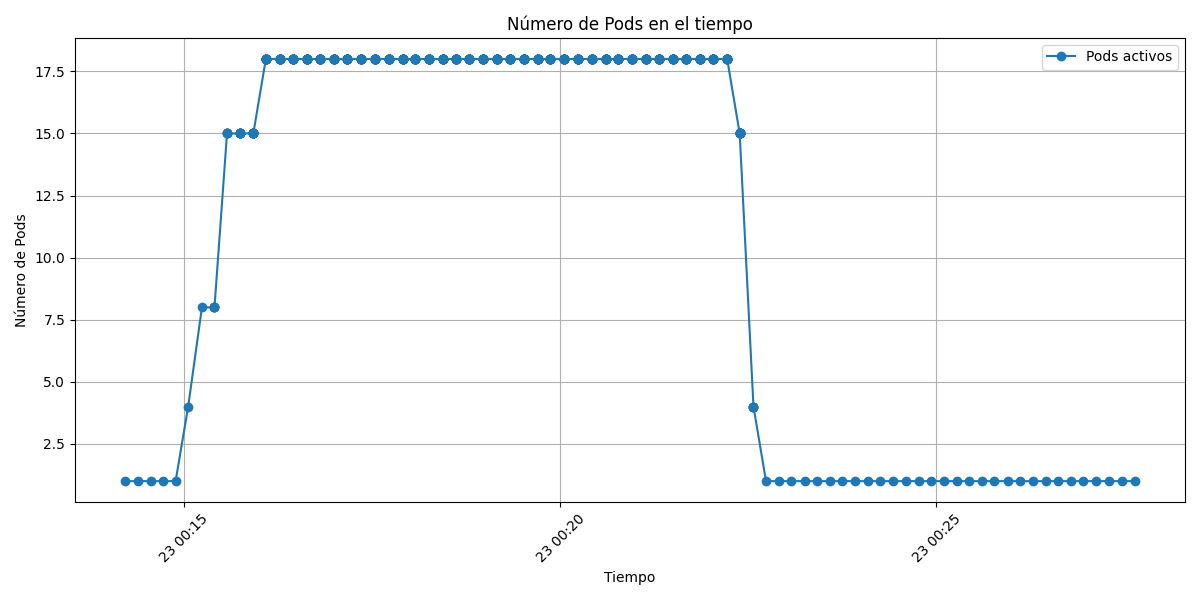 Número de Pods en el tiempo
Pods activos
Número de Pods
17.5
15.0
12.5
10.0
7.5
5.0
2.5
23 00:15
23 00:20
23 00:25
Tiempo